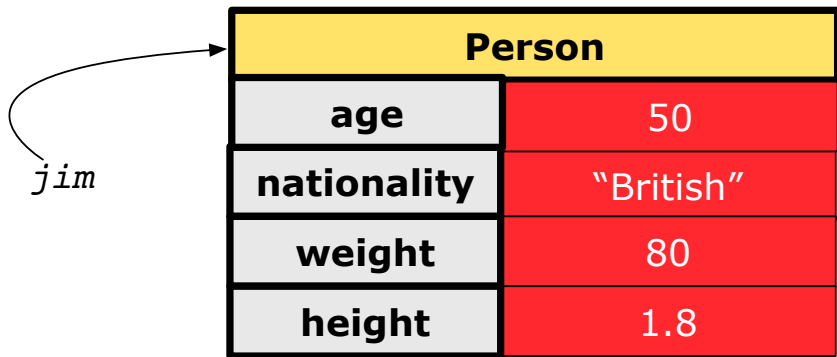 Person
age 50
jim
nationality “British”
weight 80
height 1.8